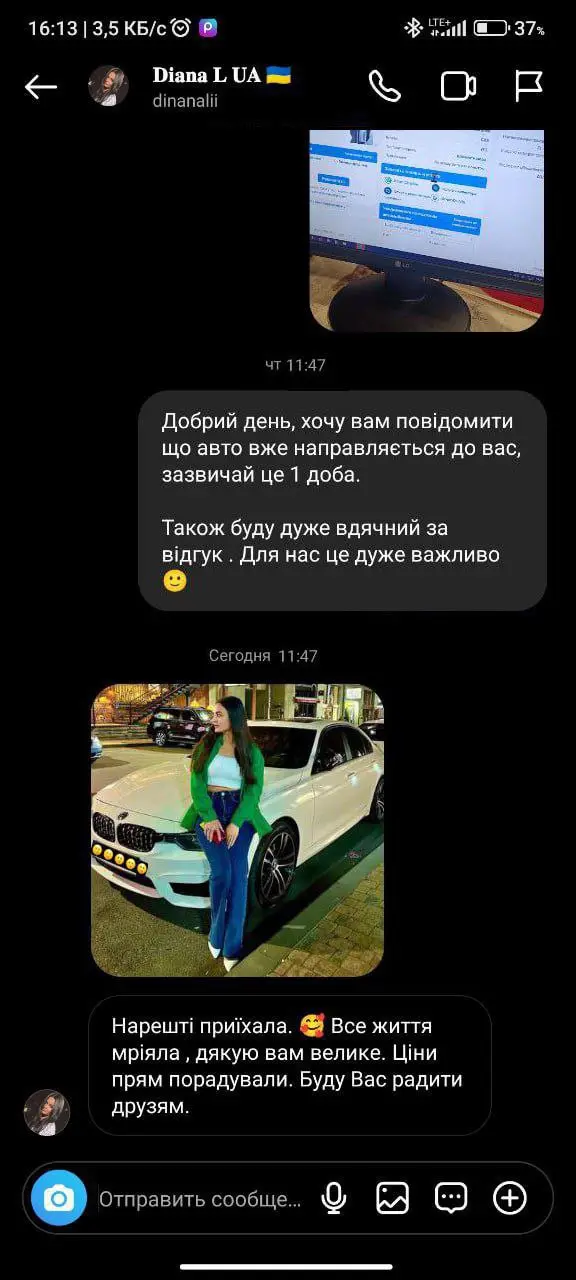 16:13 | 3,5 КБ/с
LTE+
37%
Diana L UA 🇺🇦
dinanalii
LG
чт 11:47
Добрий день, хочу вам повідомити
що авто вже направляється до вас,
зазвичай це 1 доба.
Також буду дуже вдячний за
відгук . Для нас це дуже важливо
🙂
Сегодня 11:47
Нарешті приїхала. 🥰 Все життя
мріяла , дякую вам велике. Ціни
прям порадували. Буду Вас радити
друзям.
Отправить сообще...